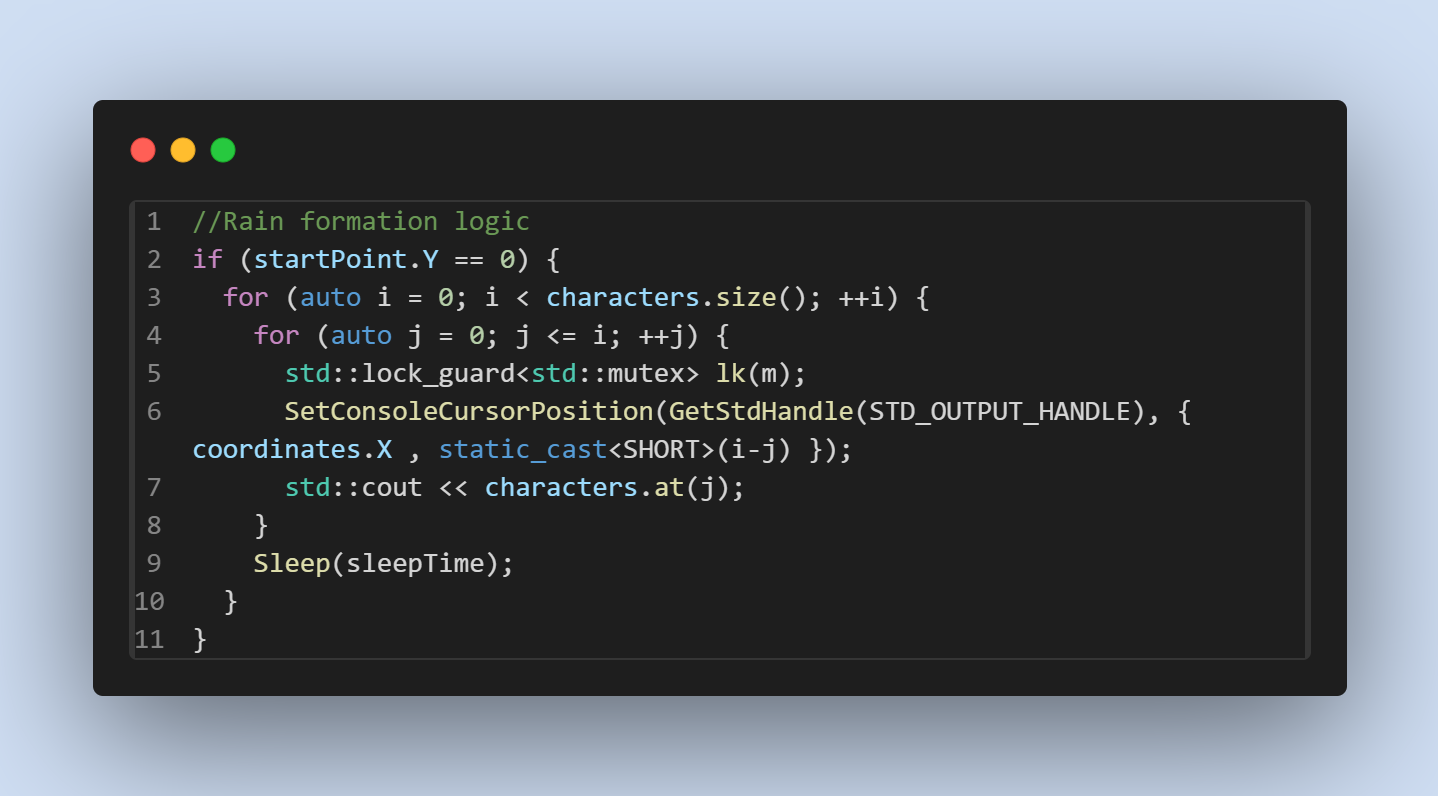 1 //Rain formation logic
2 if (startPoint.Y == 0) {
3   for (auto i = 0; i < characters.size(); ++i) {
4     for (auto j = 0; j <= i; ++j) {
5       std::lock_guard<std::mutex> lk(m);
6       SetConsoleCursorPosition(GetStdHandle(STD_OUTPUT_HANDLE), {
coordinates.X , static_cast<SHORT>(i-j) });
7       std::cout << characters.at(j);
8     }
9     Sleep(sleepTime);
10   }
11 }